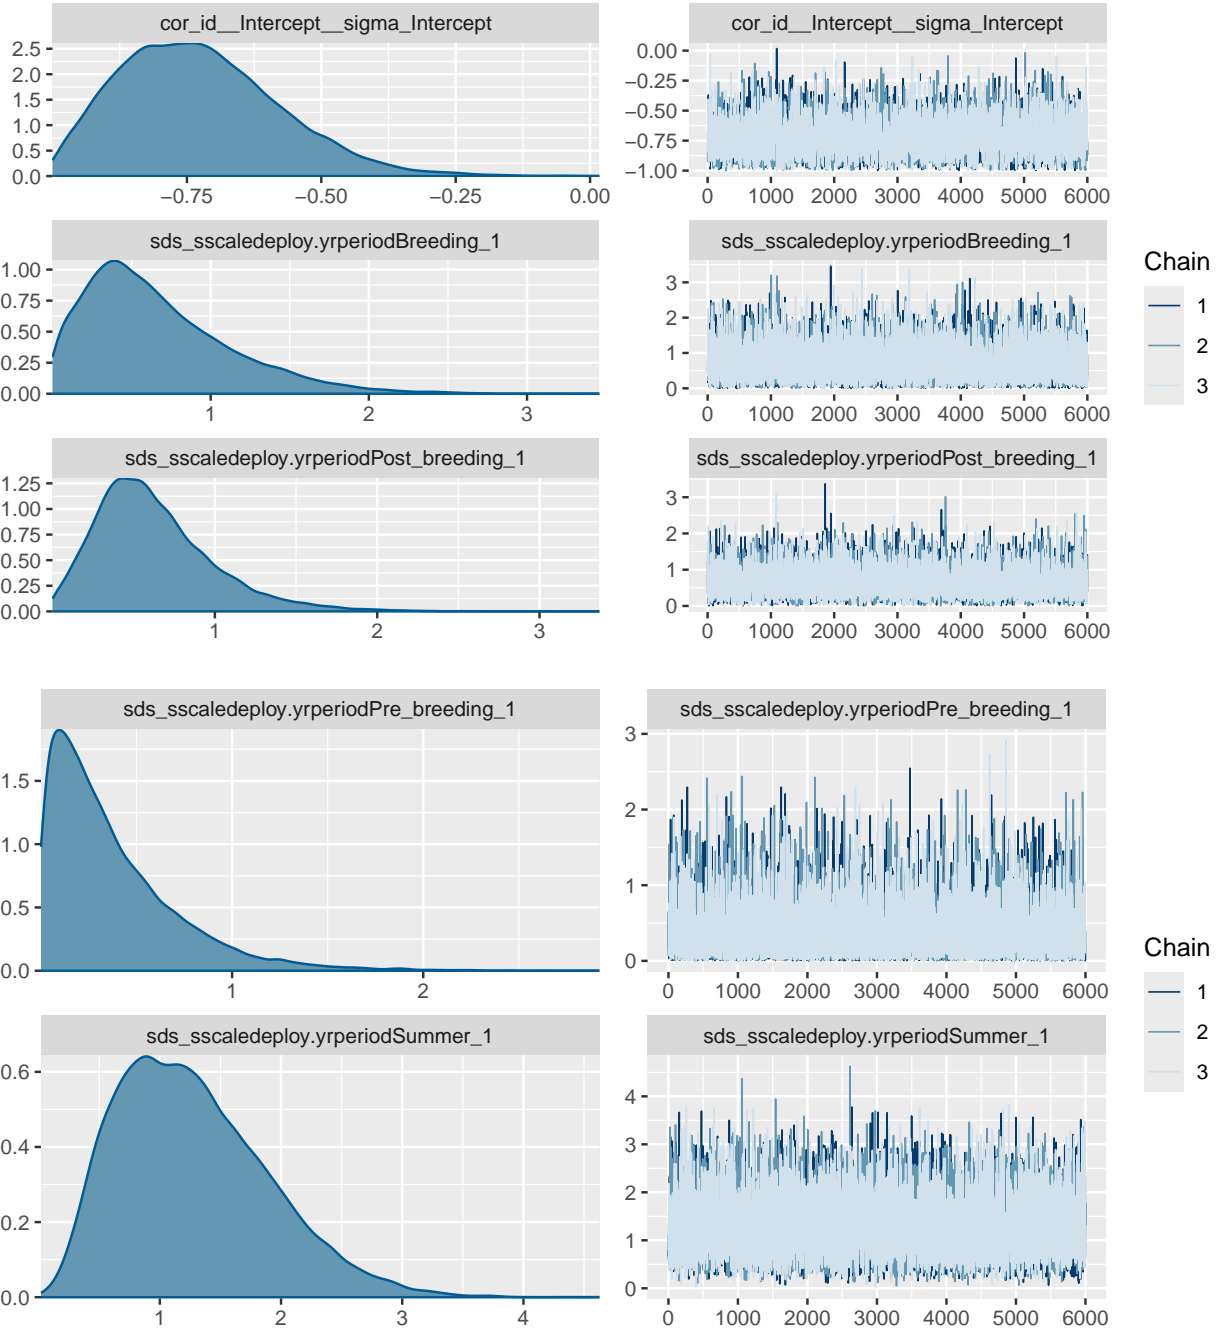 cor_id__Intercept__sigma_Intercept
2.5
2.0
1.5
1.0
0.5
0.0
−0.75 −0.50 −0.25 0.00
cor_id__Intercept__sigma_Intercept
0.00
−0.25
−0.50
−0.75
−1.00
0 1000 2000 3000 4000 5000 6000
sds_sscaledeploy.yrperiodBreeding_1
1.00
0.75
0.50
0.25
0.00
1 2 3
sds_sscaledeploy.yrperiodBreeding_1
3
2
1
0
0 1000 2000 3000 4000 5000 6000
Chain
1
2
3
sds_sscaledeploy.yrperiodPost_breeding_1
1.25
1.00
0.75
0.50
0.25
0.00
1 2 3
sds_sscaledeploy.yrperiodPost_breeding_1
3
2
1
0
0 1000 2000 3000 4000 5000 6000
sds_sscaledeploy.yrperiodPre_breeding_1
1.5
1.0
0.5
0.0
1 2
sds_sscaledeploy.yrperiodPre_breeding_1
3
2
1
0
0 1000 2000 3000 4000 5000 6000
Chain
1
2
3
sds_sscaledeploy.yrperiodSummer_1
0.6
0.4
0.2
0.0
1 2 3 4
sds_sscaledeploy.yrperiodSummer_1
4
3
2
1
0
0 1000 2000 3000 4000 5000 6000